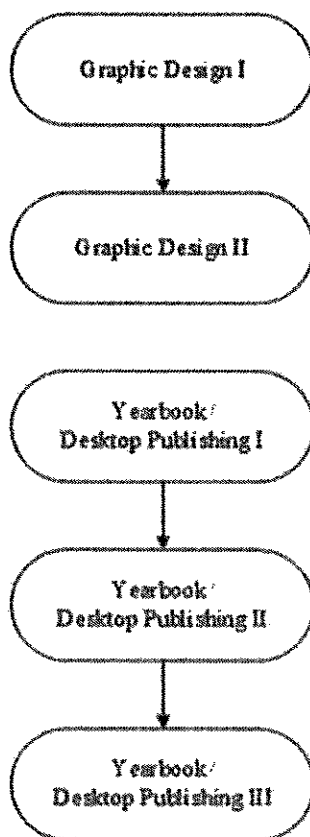 Graphic Design I
Graphic Design II
Yearbook/
Desktop Publishing I
Yearbook/
Desktop Publishing II
Yearbook/
Desktop Publishing III